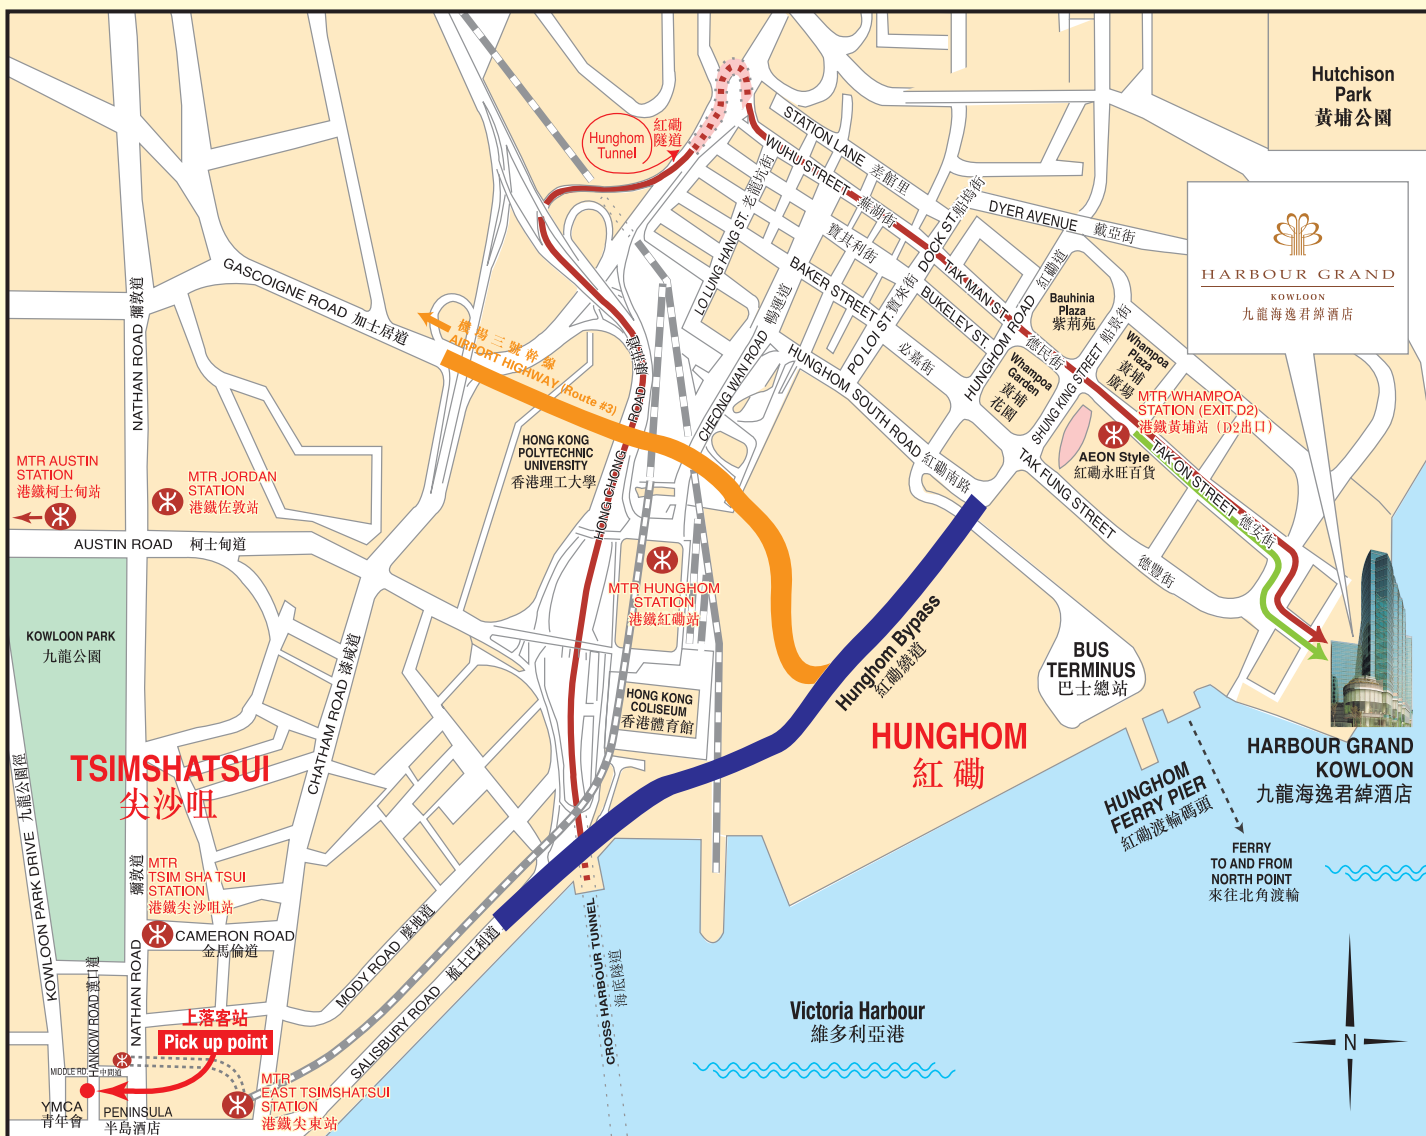 Hutchison
Park
黃埔公園
HARBOUR GRAND
KOWLOON
九龍海逸君綽酒店
Hunghom
Tunnel
紅磡
隧道
STATION LANE 差館里
WUHU STREET 蕪湖街
DYER AVENUE 戴亞街
LO LUNG HANG ST. 老龍坑街
DOCK ST. 船塢街
寶其利街
BAKER STREET
TAK MAN ST.
德民街
BUKELEY ST.
必嘉街
PO LOI ST. 寶來街
HUNGHOM ROAD 紅磡道
Bauhinia
Plaza
紫荊苑
Whampoa
Garden
黃埔
花園
Whampoa
Plaza
黃埔
廣場
SHUNG KING STREET 船景街
MTR WHAMPOA
STATION (EXIT D2)
港鐵黃埔站 (D2出口)
AEON Style
紅磡永旺百貨
TAK ON STREET 德安街
TAK FUNG STREET
德豐街
CHEONG WAN ROAD 暢運道
HUNGHOM SOUTH ROAD 紅磡南路
GASCOIGNE ROAD 加士居道
NATHAN ROAD 彌敦道
機場三號幹線
AIRPORT HIGHWAY (Route #3)
HONG KONG
POLYTECHNIC
UNIVERSITY
香港理工大學
HONG CHONG ROAD 康莊道
MTR AUSTIN
STATION
港鐵柯士甸站
MTR JORDAN
STATION
港鐵佐敦站
AUSTIN ROAD 柯士甸道
MTR HUNGHOM
STATION
港鐵紅磡站
KOWLOON PARK
九龍公園
CHATHAM ROAD 漆咸道
HONG KONG
COLISEUM
香港體育館
Hunghom Bypass
紅磡繞道
BUS
TERMINUS
巴士總站
HUNGHOM
紅磡
TSIMSHATSUI
尖沙咀
HARBOUR GRAND
KOWLOON
九龍海逸君綽酒店
HUNGHOM
FERRY PIER
紅磡渡輪碼頭
FERRY
TO AND FROM
NORTH POINT
來往北角渡輪
KOWLOON PARK DRIVE 九龍公園徑
NATHAN ROAD 彌敦道
MTR
TSIM SHA TSUI
STATION
港鐵尖沙咀站
CAMERON ROAD
金馬倫道
MODY ROAD 麼地道
SALISBURY ROAD 梳士巴利道
CROSS HARBOUR TUNNEL
海底隧道
Victoria Harbour
維多利亞港
N
HANKOW ROAD 漢口道
上落客站
Pick up point
MIDDLE RD. 中間道
YMCA
青年會
PENINSULA
半島酒店
MTR
EAST TSIMSHATSUI
STATION
港鐵尖東站